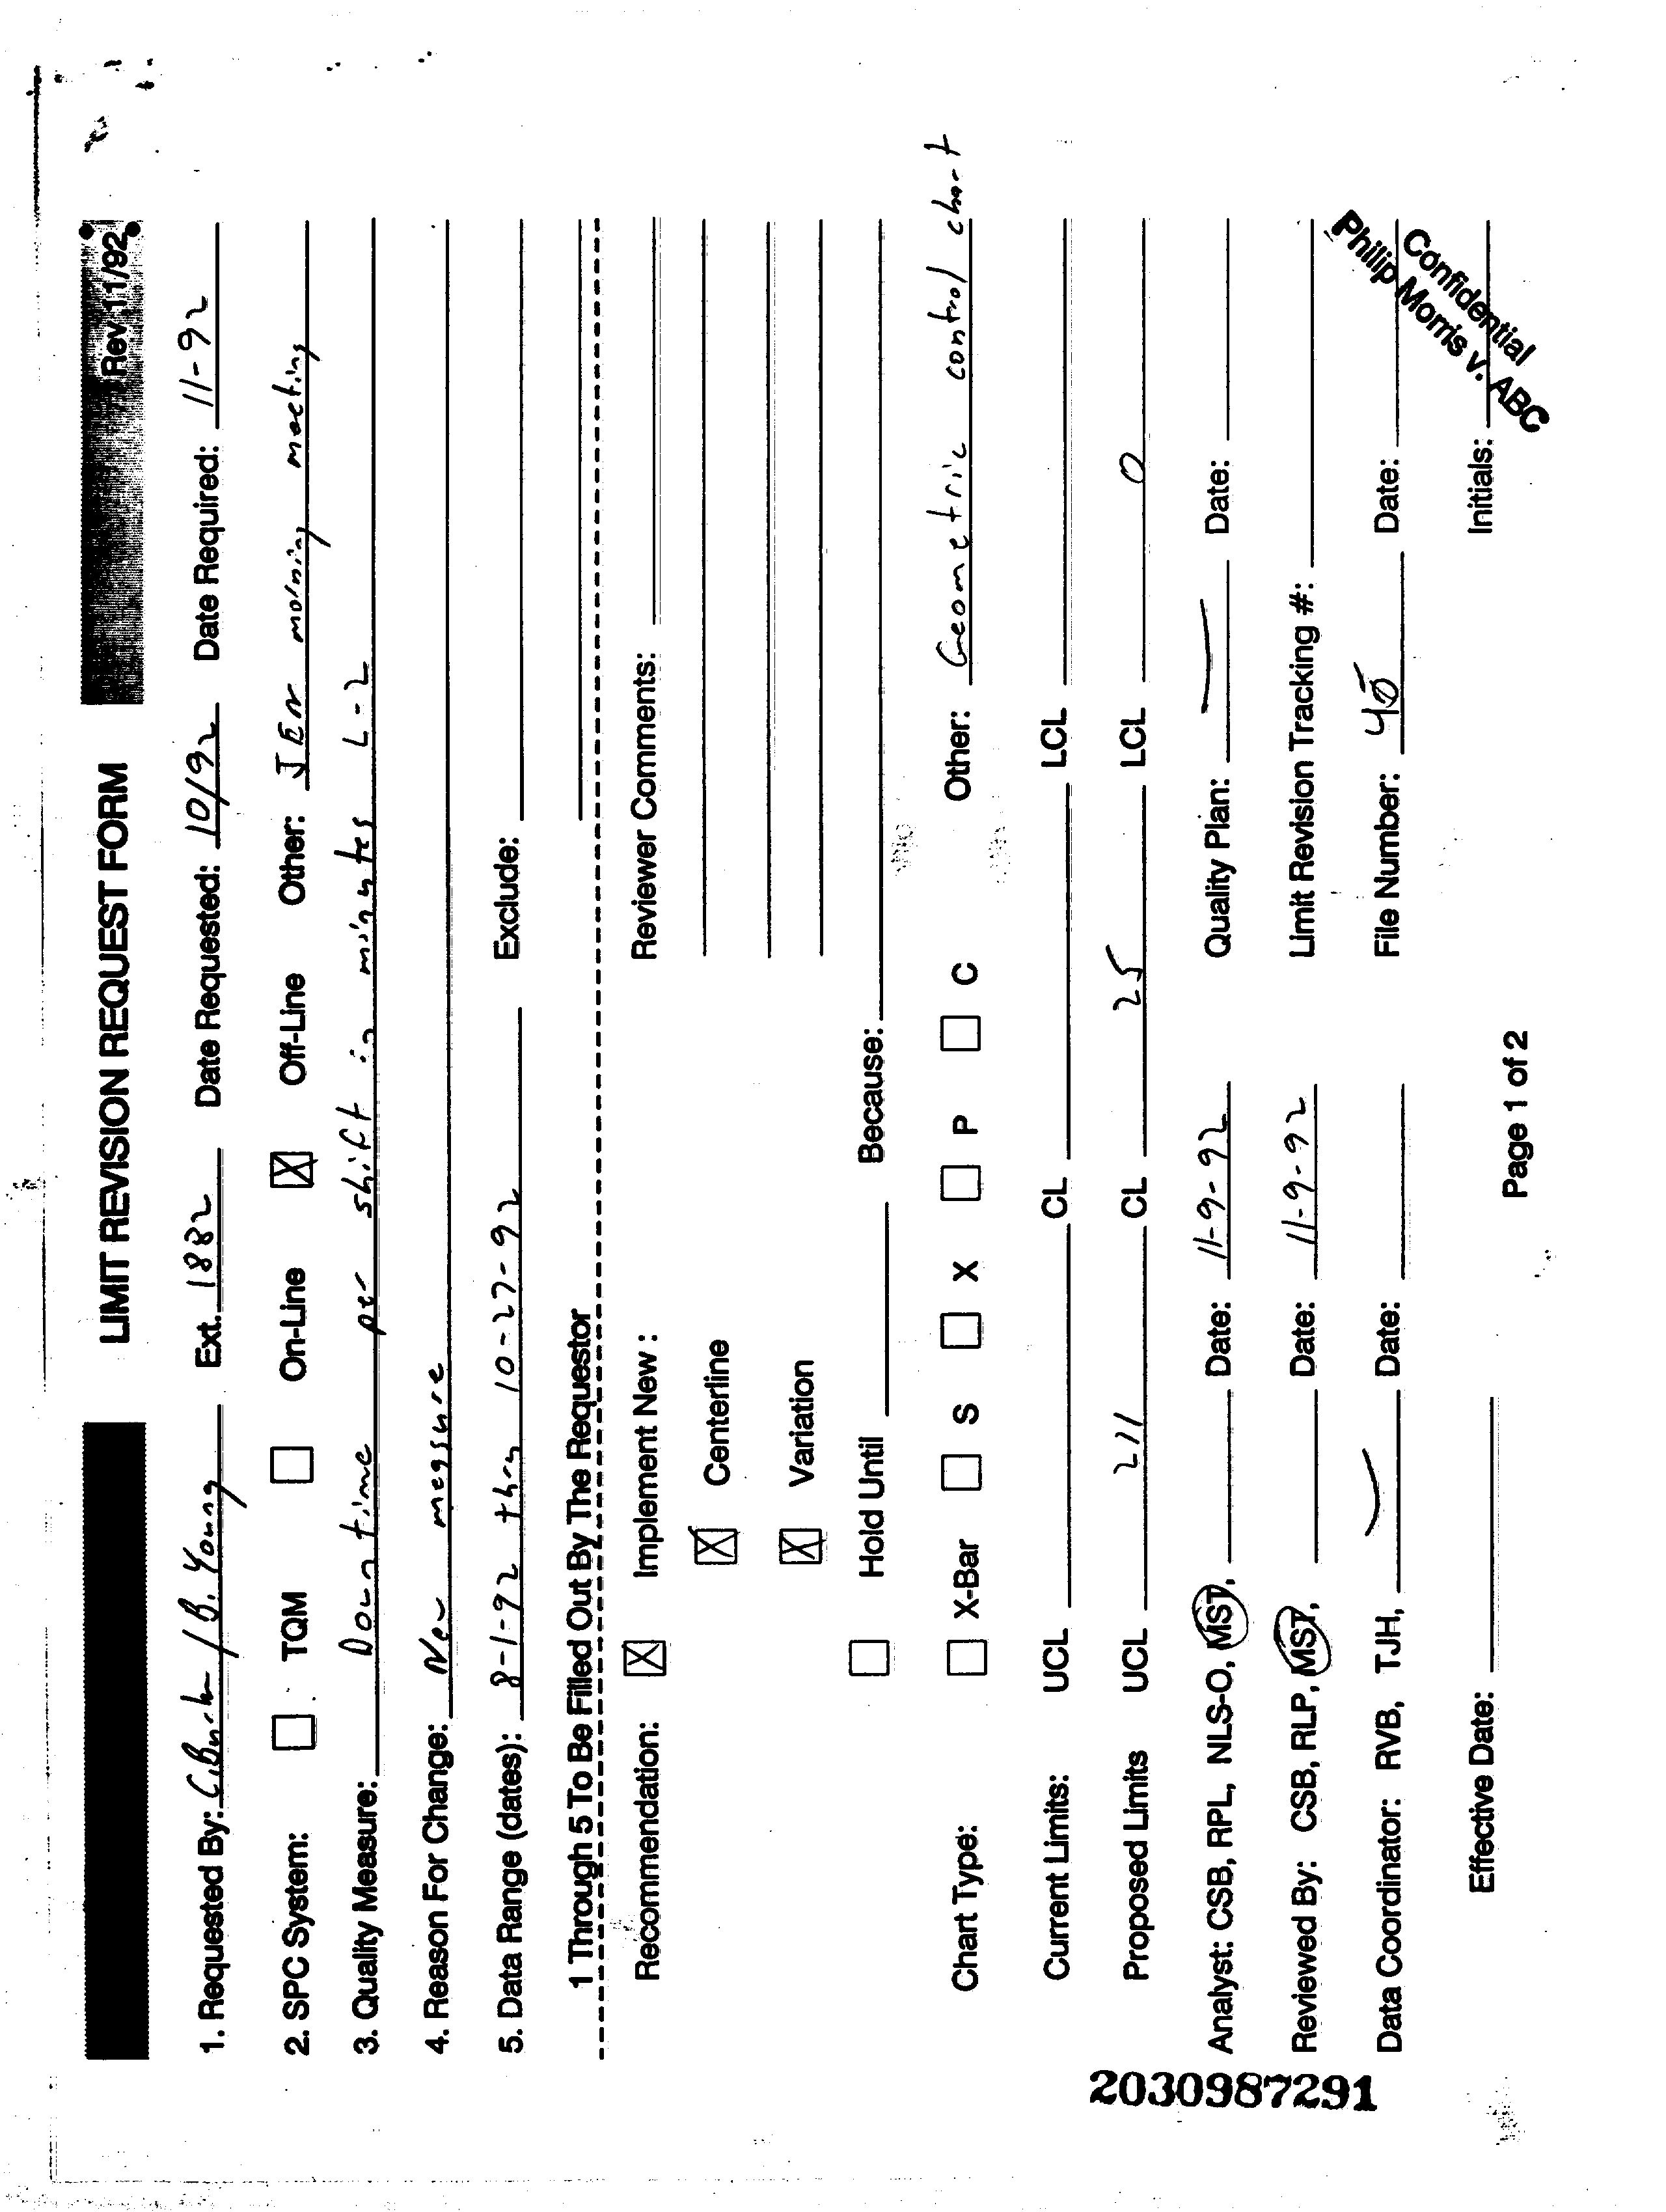 LIMIT REVISION REQUEST FORM Rev 11/92
1. Requested By: C. Burch / B. Young Ext. 1882 Date Requested: 10/92 Date Required: 11-92
2. SPC System: ☐ TQM ☐ On-Line ☒ Off-Line Other: JEN morning meeting
3. Quality Measure: Down time per shift in minutes L-2
4. Reason For Change: New measure
5. Data Range (dates): 8-1-92 thru 10-27-92 Exclude:
1 Through 5 To Be Filled Out By The Requestor
Recommendation: ☒ Implement New : Reviewer Comments:
☒ Centerline
☒ Variation
☐ Hold Until Because:
Chart Type: ☐ X-Bar ☐ S ☐ X ☐ P ☐ C Other: Geometric control chart
Current Limits: UCL CL LCL
Proposed Limits UCL 211 CL 25 LCL 0
Analyst: CSB, RPL, NLS-O, MST, Date: 11-9-92 Quality Plan: — Date:
Reviewed By: CSB, RLP, MST, Date: 11-9-92 Limit Revision Tracking #:
Data Coordinator: RVB, TJH, Date: File Number: Date:
Effective Date: Initials:
Page 1 of 2
Confidential
Philip Morris v. ABC
2030987291